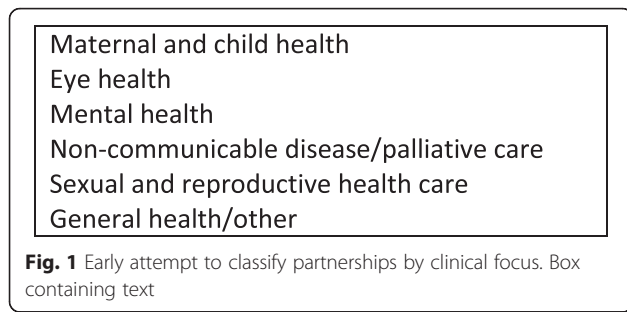 Maternal and child health
Eye health
Mental health
Non-communicable disease/palliative care
Sexual and reproductive health care
General health/other
Fig. 1 Early attempt to classify partnerships by clinical focus. Box
containing text